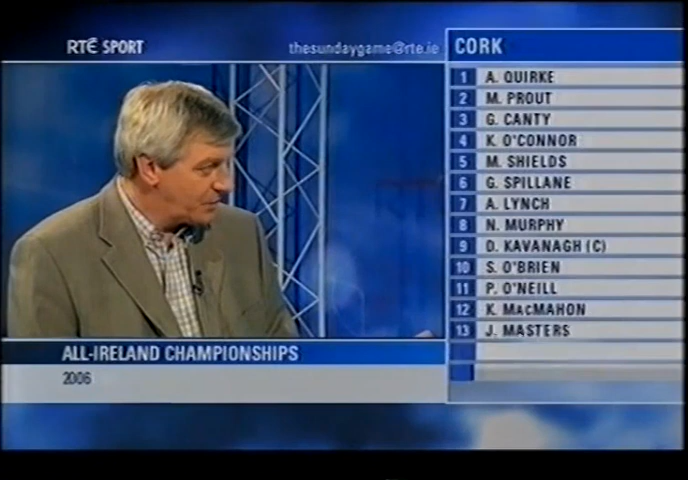 RTÉ SPORT
thesundaygame@rte.ie
CORK
1 A. QUIRKE
2 M. PROUT
3 G. CANTY
4 K. O'CONNOR
5 M. SHIELDS
6 G. SPILLANE
7 A. LYNCH
8 N. MURPHY
9 D. KAVANAGH (C)
10 S. O'BRIEN
11 P. O'NEILL
12 K. MacMAHON
13 J. MASTERS
ALL-IRELAND CHAMPIONSHIPS
2006